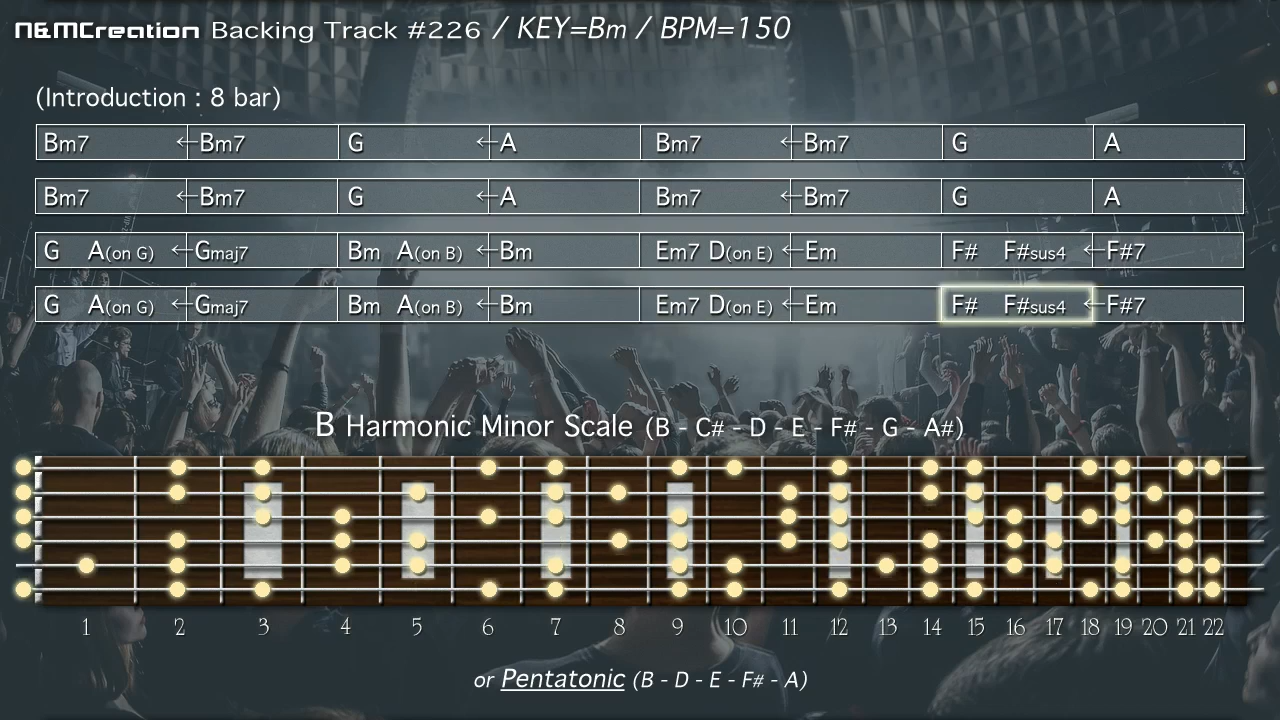 N&MCreation Backing Track #226 / KEY=Bm / BPM=150
(Introduction : 8 bar)
Bm7 ←Bm7 G ←A Bm7 ←Bm7 G A
Bm7 ←Bm7 G ←A Bm7 ←Bm7 G A
G A(on G) ←Gmaj7 Bm A(on B) ←Bm Em7 D(on E) ←Em F# F#sus4 ←F#7
G A(on G) ←Gmaj7 Bm A(on B) ←Bm Em7 D(on E) ←Em F# F#sus4 ←F#7
B Harmonic Minor Scale (B - C# - D - E - F# - G - A#)
1 2 3 4 5 6 7 8 9 10 11 12 13 14 15 16 17 18 19 20 21 22
or Pentatonic (B - D - E - F# - A)